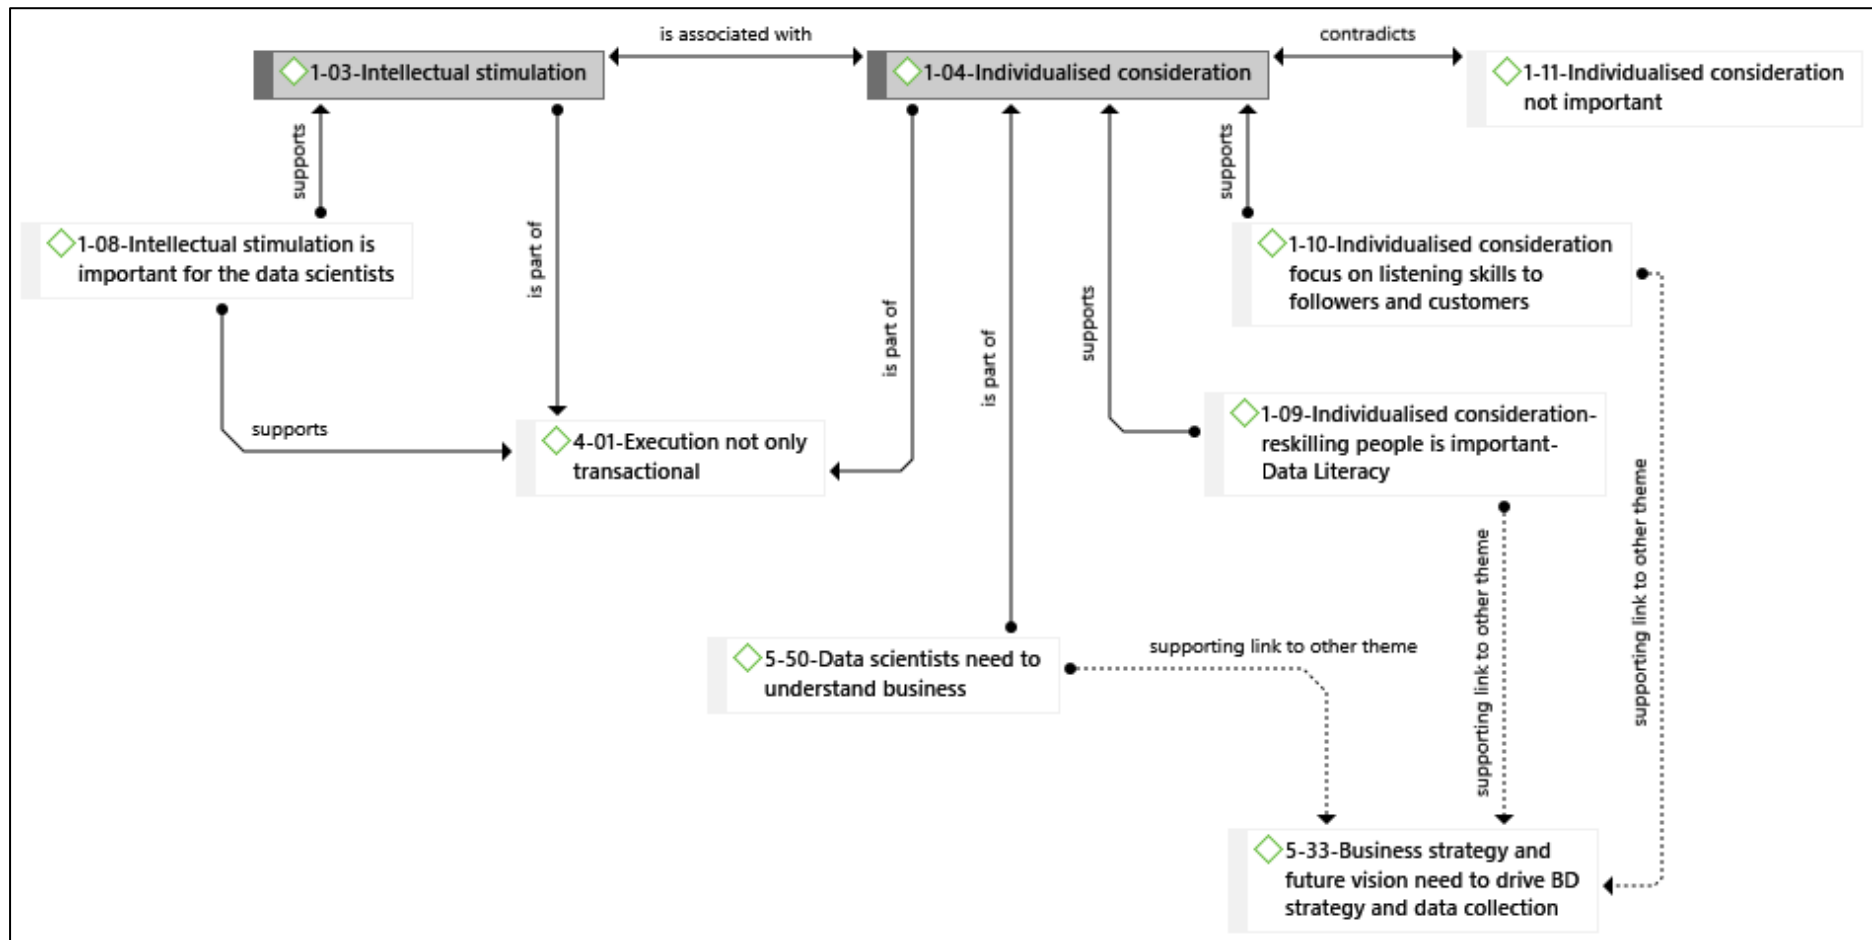 is associated with
contradicts
1-03-Intellectual stimulation
1-04-Individualised consideration
1-11-Individualised consideration
not important
supports
supports
1-08-Intellectual stimulation is
important for the data scientists
is part of
1-10-Individualised consideration
focus on listening skills to
followers and customers
is part of
is part of
supports
supports
4-01-Execution not only
transactional
1-09-Individualised consideration-
reskilling people is important-
Data Literacy
supporting link to other theme
supporting link to other theme
5-50-Data scientists need to
understand business
supporting link to other theme
5-33-Business strategy and
future vision need to drive BD
strategy and data collection